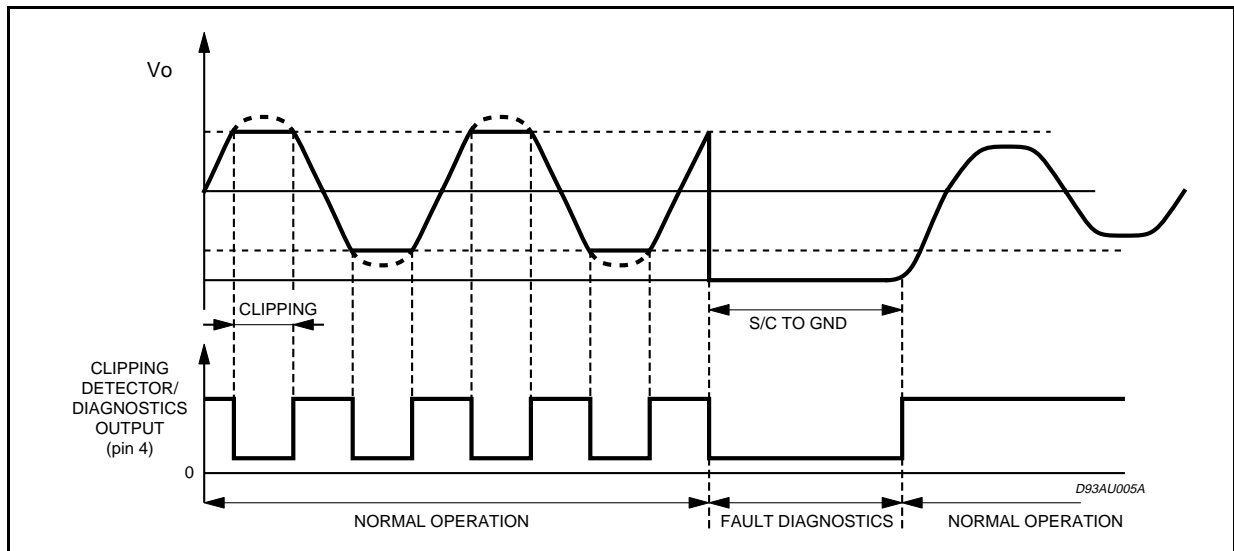 Vo
CLIPPING
S/C TO GND
CLIPPING
DETECTOR/
DIAGNOSTICS
OUTPUT
(pin 4)
0
D93AU005A
NORMAL OPERATION
FAULT DIAGNOSTICS
NORMAL OPERATION